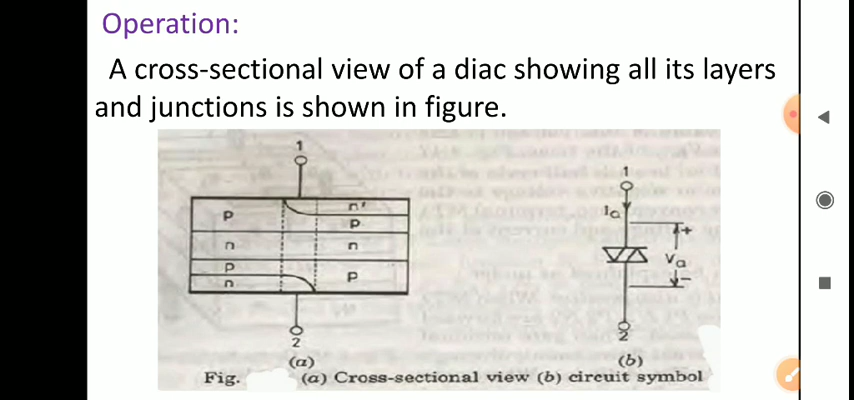 Operation:
A cross-sectional view of a diac showing all its layers
and junctions is shown in figure.
1
P
n'
P
n
n
P
n
P
2
(a)
1
Ia
+
Va
-
2
(b)
Fig. (a) Cross-sectional view (b) circuit symbol